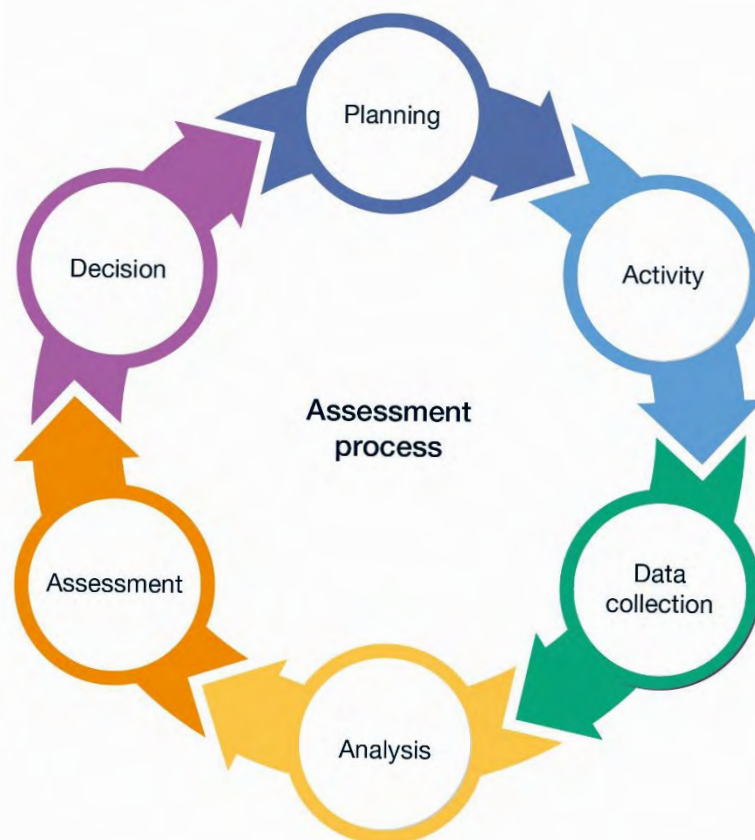 Planning
Activity
Data
collection
Analysis
Assessment
Decision
Assessment
process